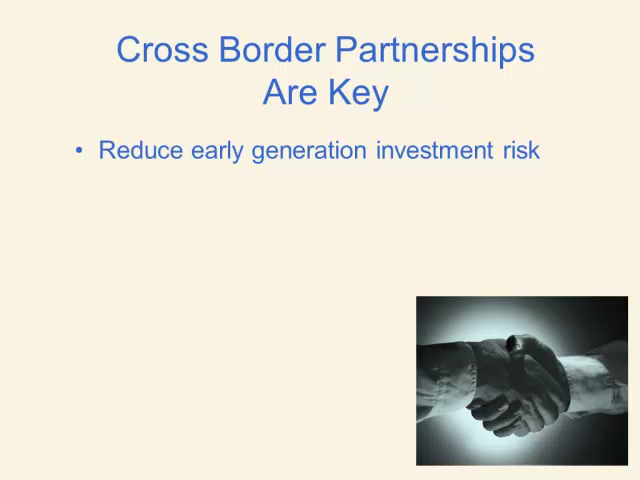 Cross Border Partnerships
Are Key
• Reduce early generation investment risk